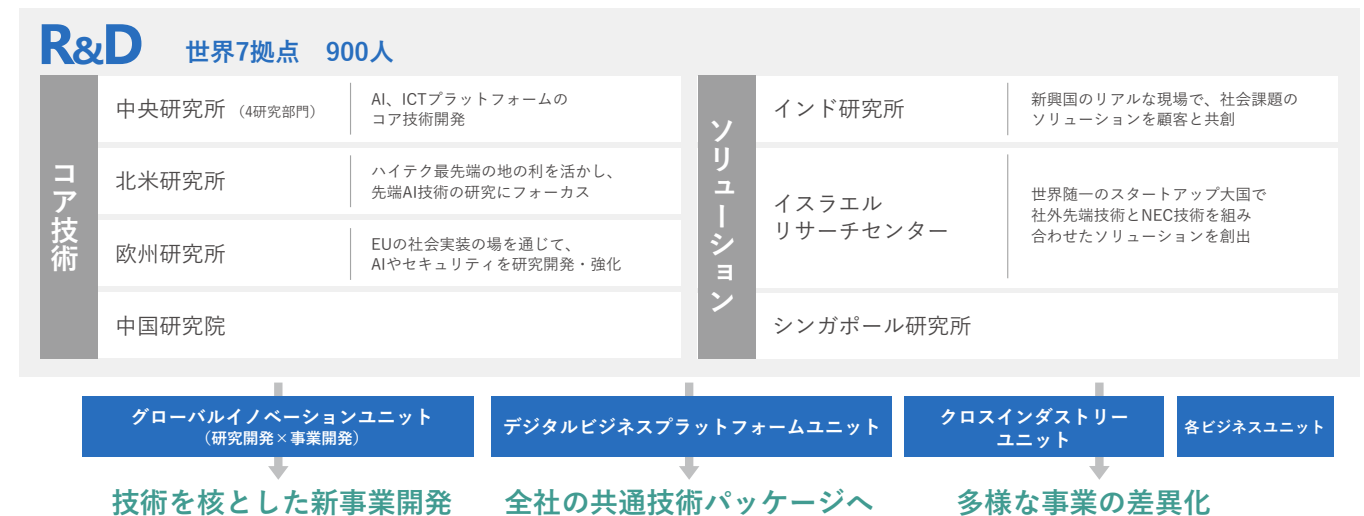 R&D 世界7拠点 900人
コア技術
中央研究所（4研究部門）
AI、ICTプラットフォームの
コア技術開発
北米研究所
ハイテク最先端の地の利を活かし、
先端AI技術の研究にフォーカス
欧州研究所
EUの社会実装の場を通じて、
AIやセキュリティを研究開発・強化
中国研究院
ソリューション
インド研究所
新興国のリアルな現場で、社会課題の
ソリューションを顧客と共創
イスラエル
リサーチセンター
世界随一のスタートアップ大国で
社外先端技術とNEC技術を組み
合わせたソリューションを創出
シンガポール研究所
グローバルイノベーションユニット
（研究開発×事業開発）
デジタルビジネスプラットフォームユニット
クロスインダストリー
ユニット
各ビジネスユニット
技術を核とした新事業開発
全社の共通技術パッケージへ
多様な事業の差異化